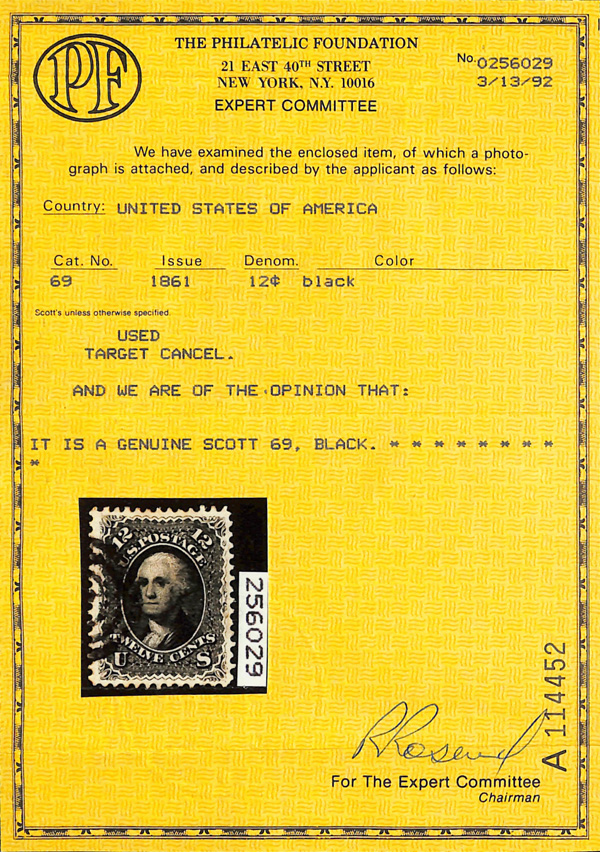 PF
THE PHILATELIC FOUNDATION
21 EAST 40TH STREET
NEW YORK, N.Y. 10016
EXPERT COMMITTEE
No. 0256029
3/13/92
We have examined the enclosed item, of which a photo-
graph is attached, and described by the applicant as follows:
Country: UNITED STATES OF AMERICA
Cat. No. Issue Denom. Color
69 1861 12¢ black
Scott's unless otherwise specified.
USED
TARGET CANCEL.
AND WE ARE OF THE OPINION THAT:
IT IS A GENUINE SCOTT 69, BLACK. * * * * * * * *
*
12 12
U.S. POSTAGE
TWELVE CENTS
U S
256029
A 114452
For The Expert Committee
Chairman